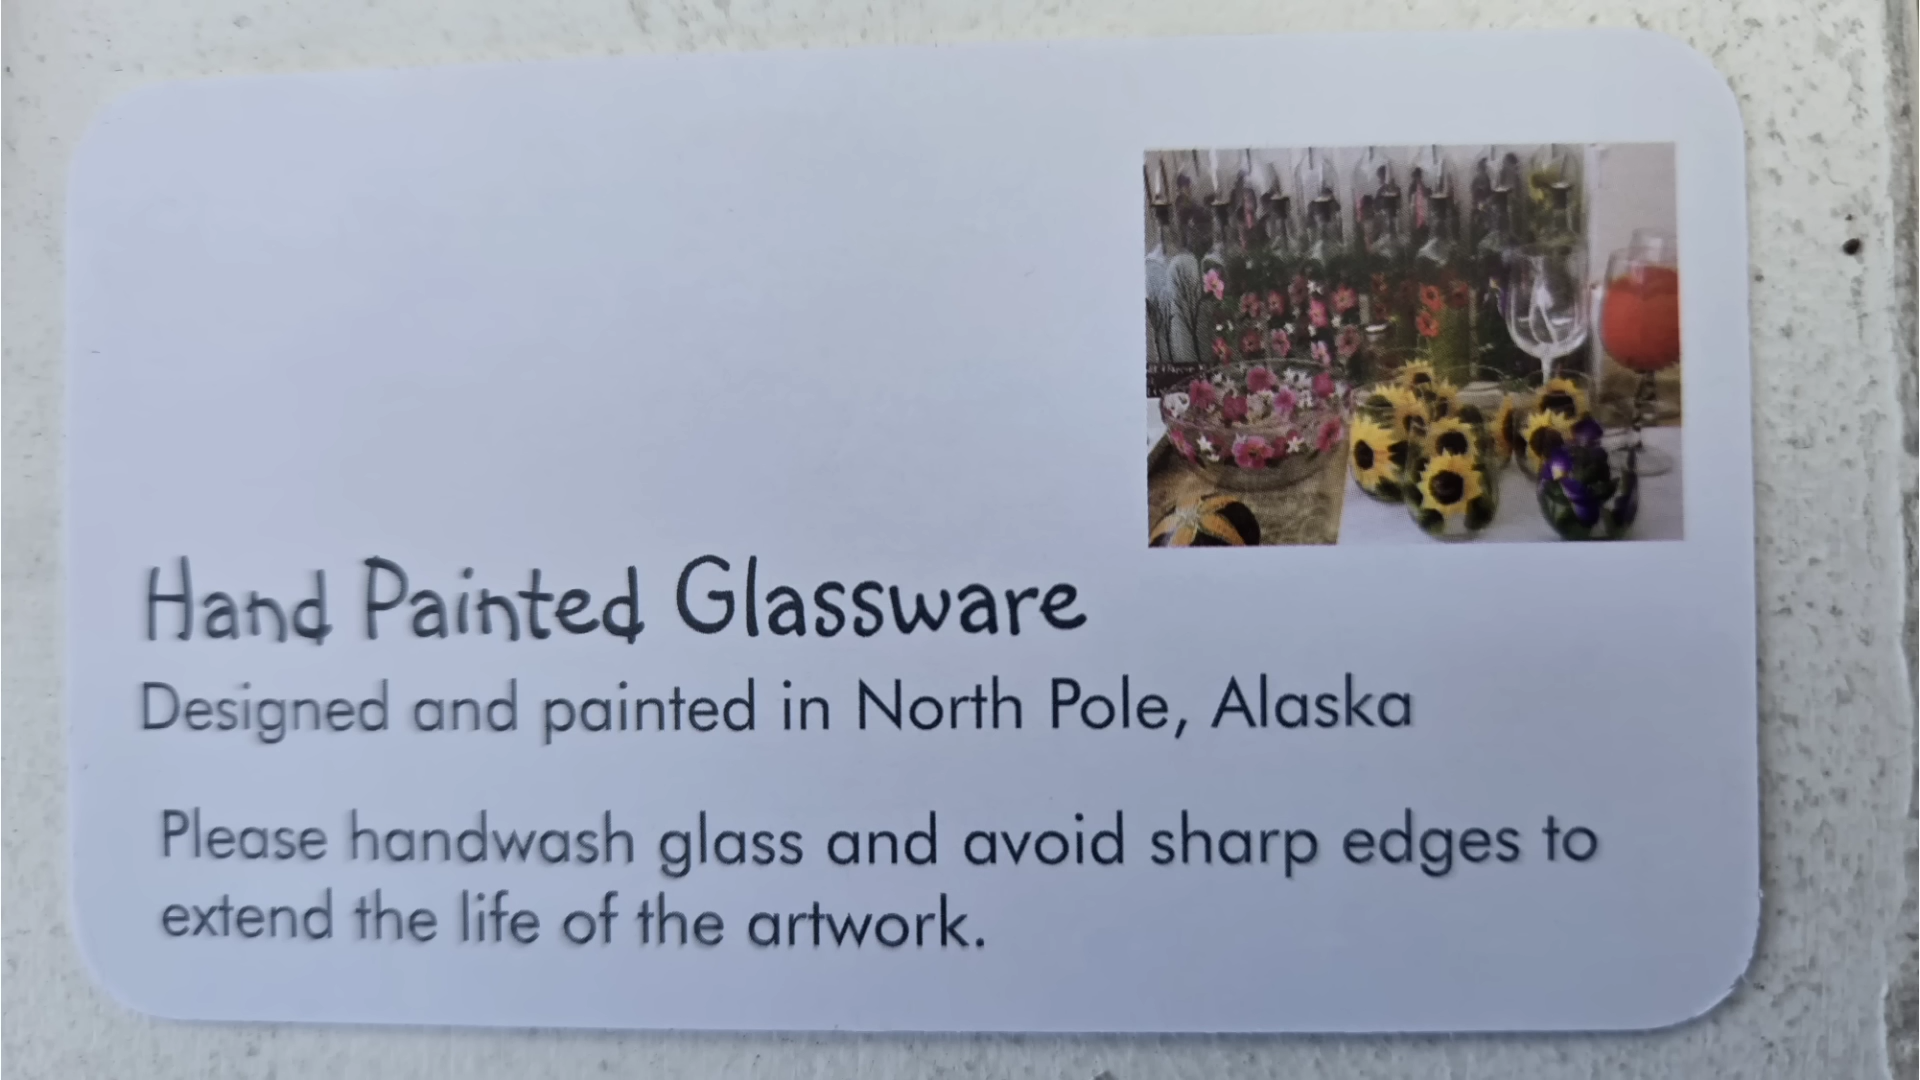 Hand Painted Glassware
Designed and painted in North Pole, Alaska
Please handwash glass and avoid sharp edges to
extend the life of the artwork.